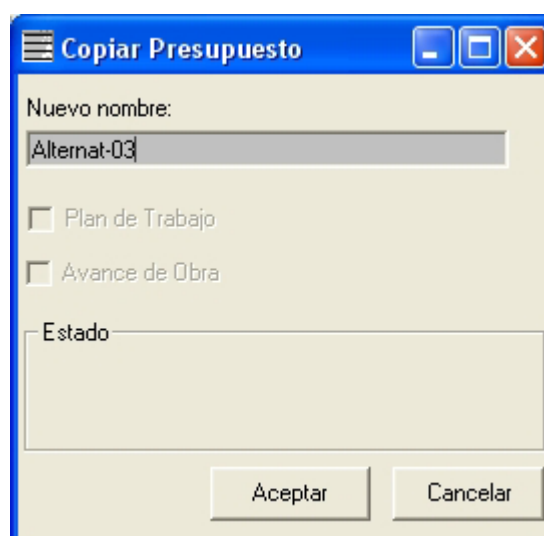 Copiar Presupuesto
Nuevo nombre:
Alternat-03
Plan de Trabajo
Avance de Obra
Estado
Aceptar Cancelar